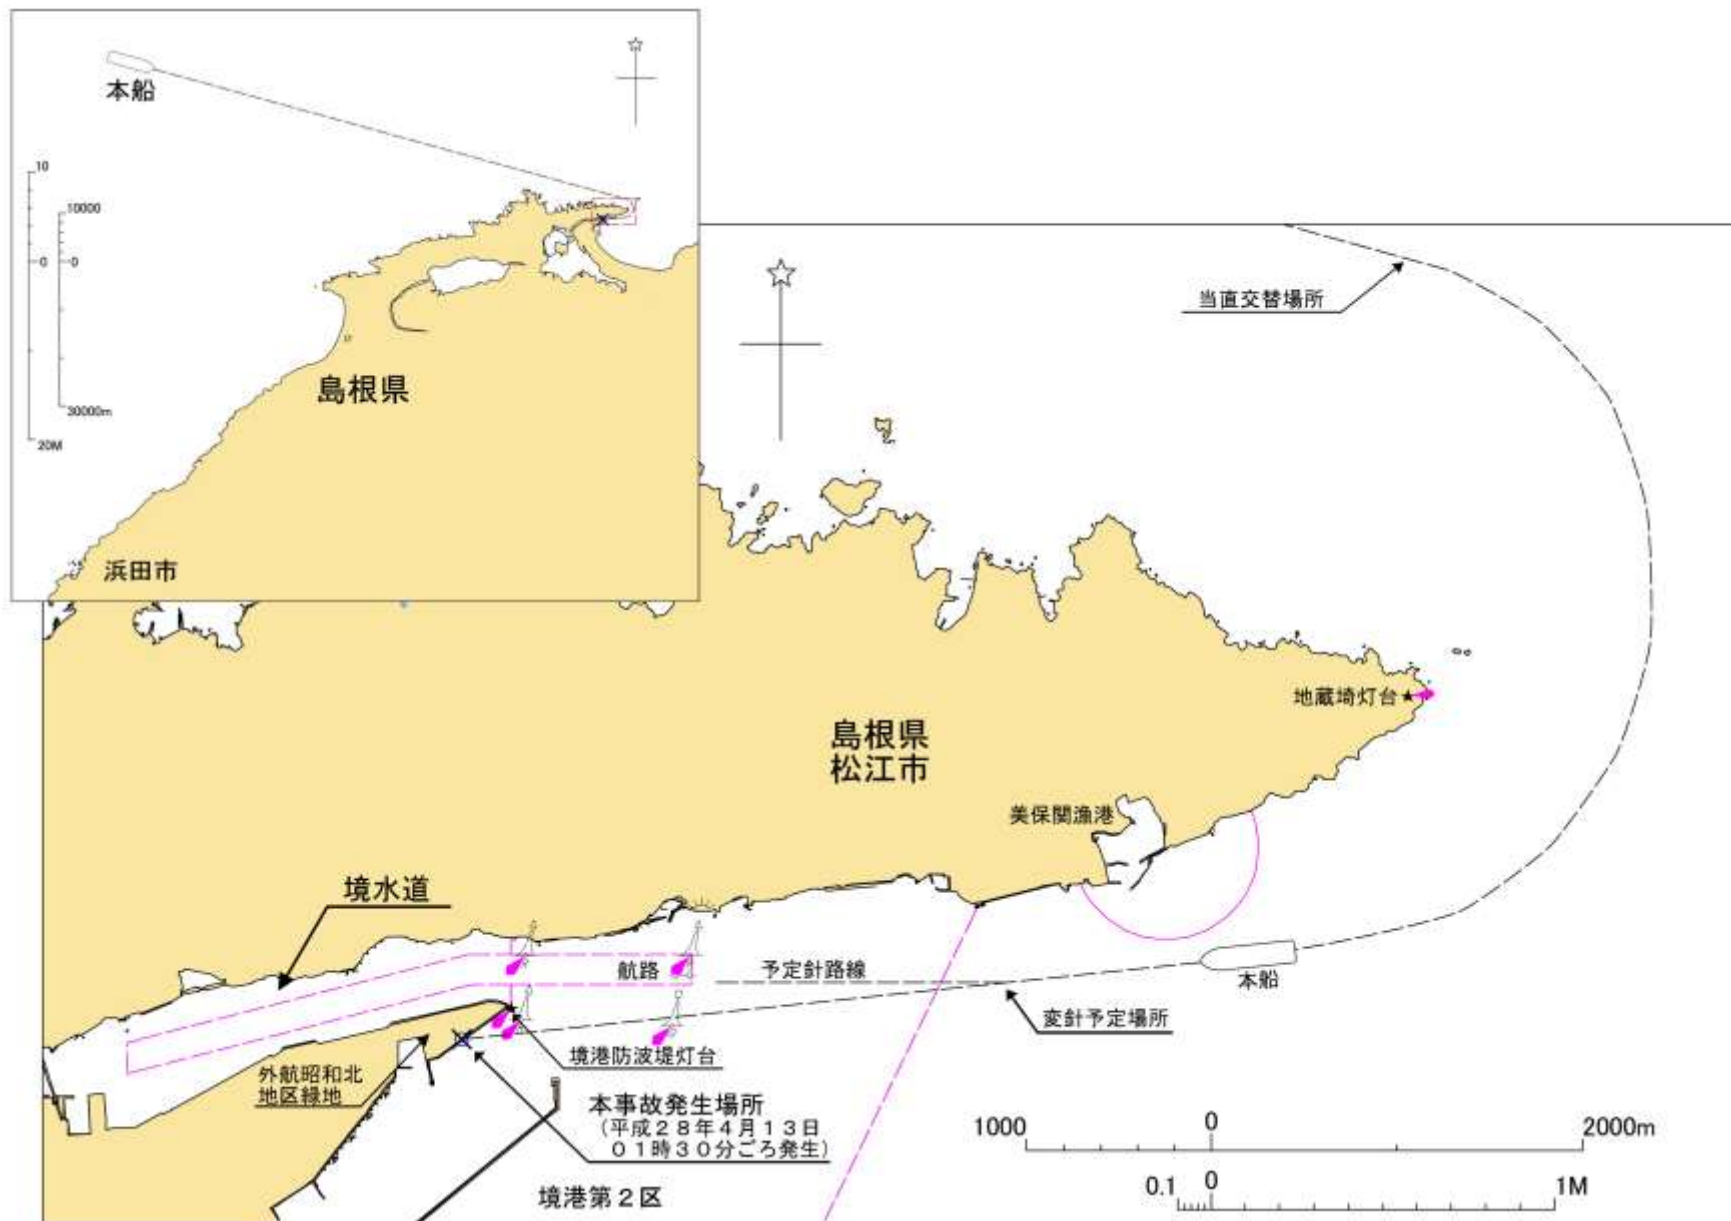 本船
10
10000
0
0
30000m
20M
島根県
浜田市
当直交替場所
地蔵埼灯台
島根県
松江市
美保関漁港
境水道
航路
予定針路線
本船
変針予定場所
境港防波堤灯台
外航昭和北
地区緑地
本事故発生場所
(平成28年4月13日
01時30分ごろ発生)
境港第2区
1000
0
2000m
0.1
0
1M